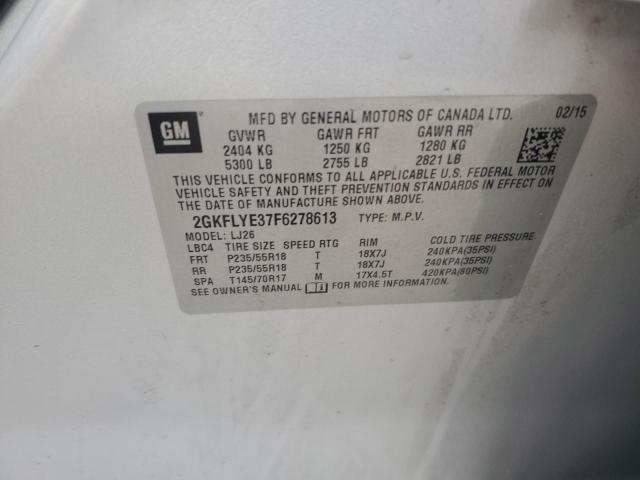 GM
MFD BY GENERAL MOTORS OF CANADA LTD. 02/15
GVWR GAWR FRT GAWR RR
2404 KG 1250 KG 1280 KG
5300 LB 2755 LB 2821 LB
THIS VEHICLE CONFORMS TO ALL APPLICABLE U.S. FEDERAL MOTOR
VEHICLE SAFETY AND THEFT PREVENTION STANDARDS IN EFFECT ON
THE DATE OF MANUFACTURE SHOWN ABOVE.
2GKFLYE37F6278613 TYPE: M.P.V.
MODEL: LJ26
LBC4 TIRE SIZE SPEED RTG RIM COLD TIRE PRESSURE
FRT P235/55R18 T 18X7J 240KPA(35PSI)
RR P235/55R18 T 18X7J 240KPA(35PSI)
SPA T145/70R17 M 17X4.5T 420KPA(60PSI)
SEE OWNER'S MANUAL FOR MORE INFORMATION.